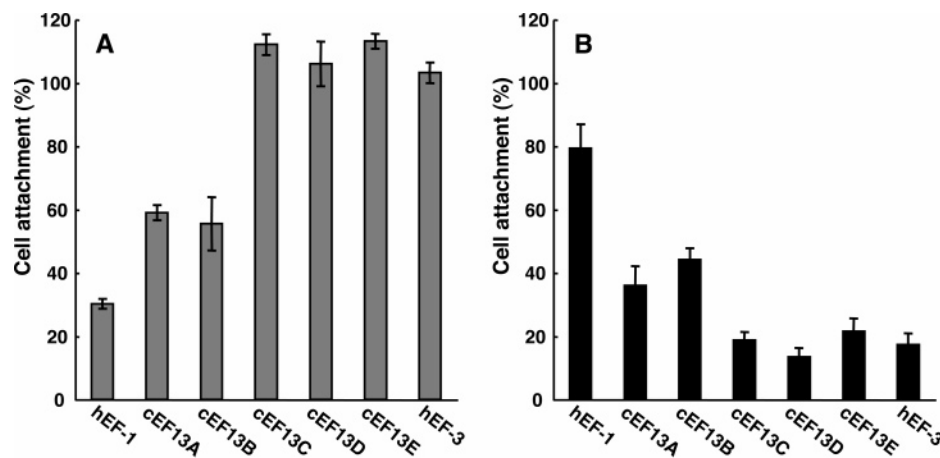 A
Cell attachment (%)
120
100
80
60
40
20
0
hEF-1
cEF13A
cEF13B
cEF13C
cEF13D
cEF13E
hEF-3
B
Cell attachment (%)
120
100
80
60
40
20
0
hEF-1
cEF13A
cEF13B
cEF13C
cEF13D
cEF13E
hEF-3